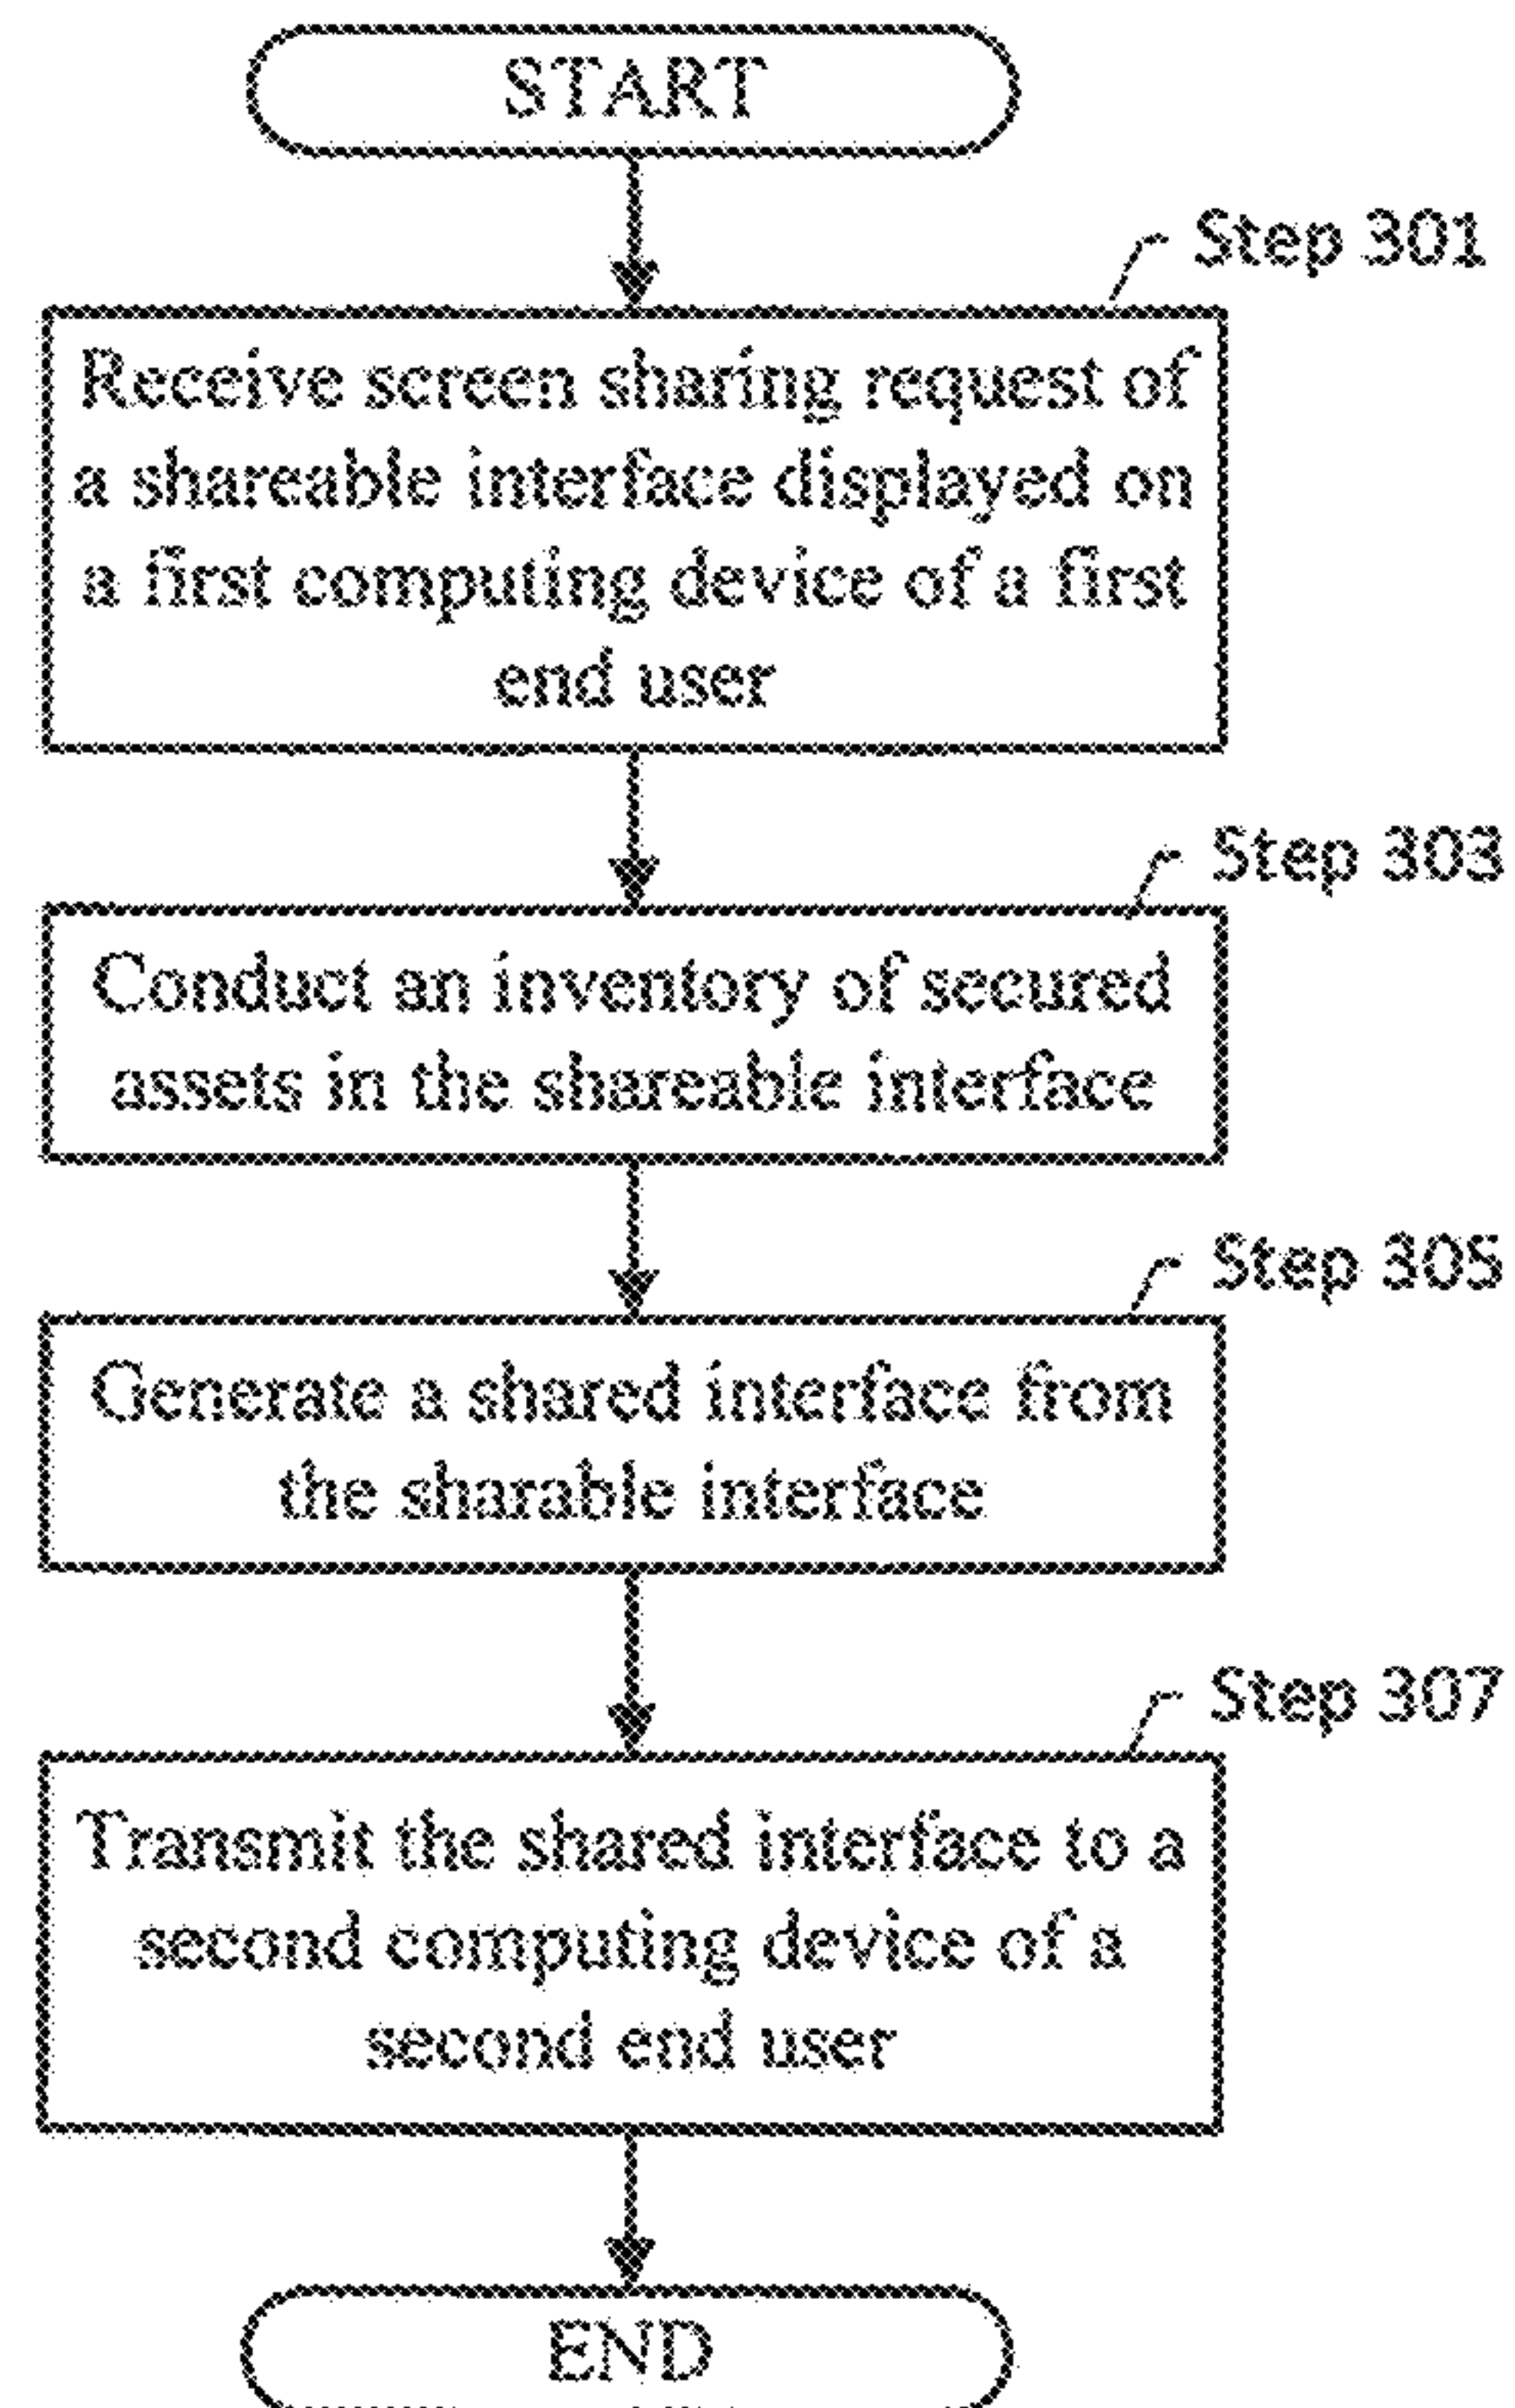 START
Step 301
Receive screen sharing request of
a shareable interface displayed on
a first computing device of a first
end user
Step 303
Conduct an inventory of secured
assets in the shareable interface
Step 305
Generate a shared interface from
the sharable interface
Step 307
Transmit the shared interface to a
second computing device of a
second end user
END